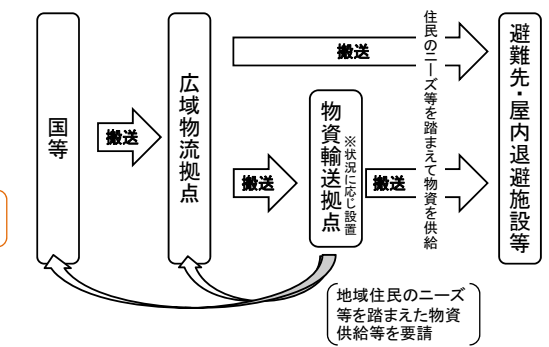 国等
搬送
広域物流拠点
搬送
搬送
物資輸送拠点
※状況に応じ設置
搬送
住民のニーズ等を踏まえて物資を供給
避難先・屋内退避施設等
地域住民のニーズ
等を踏まえた物資
供給等を要請